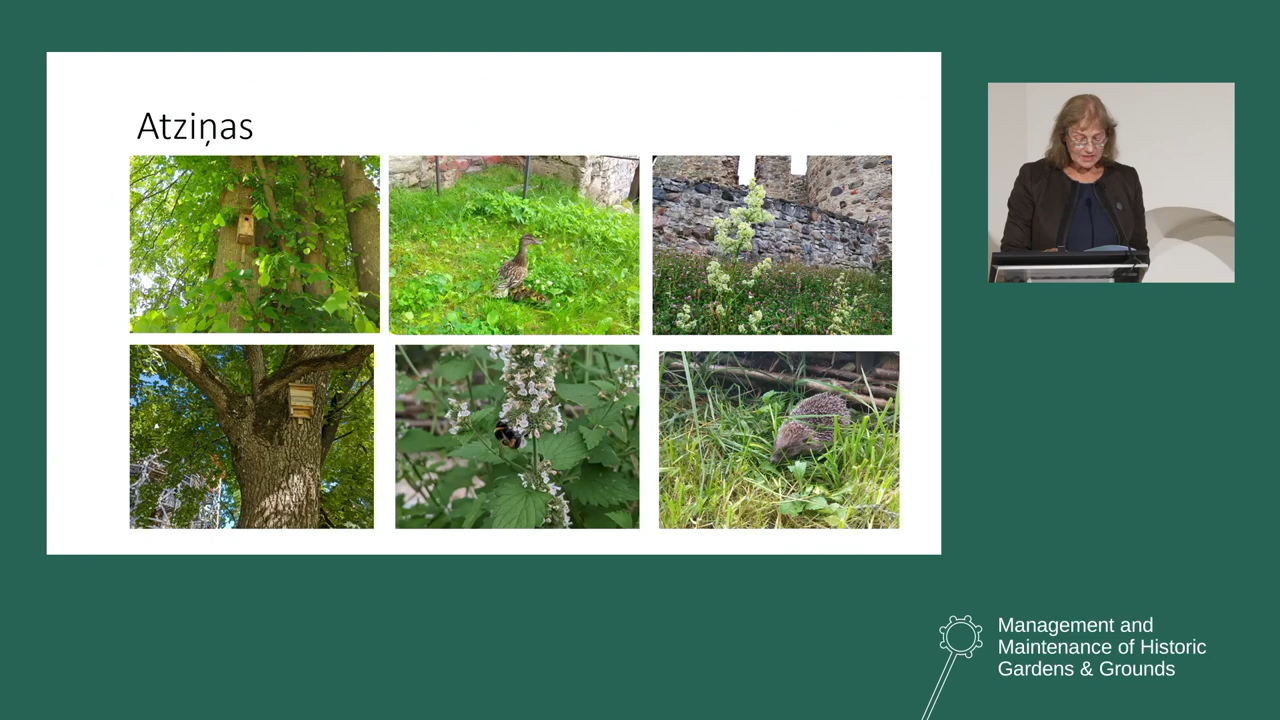 Atziņas
Management and
Maintenance of Historic
Gardens & Grounds